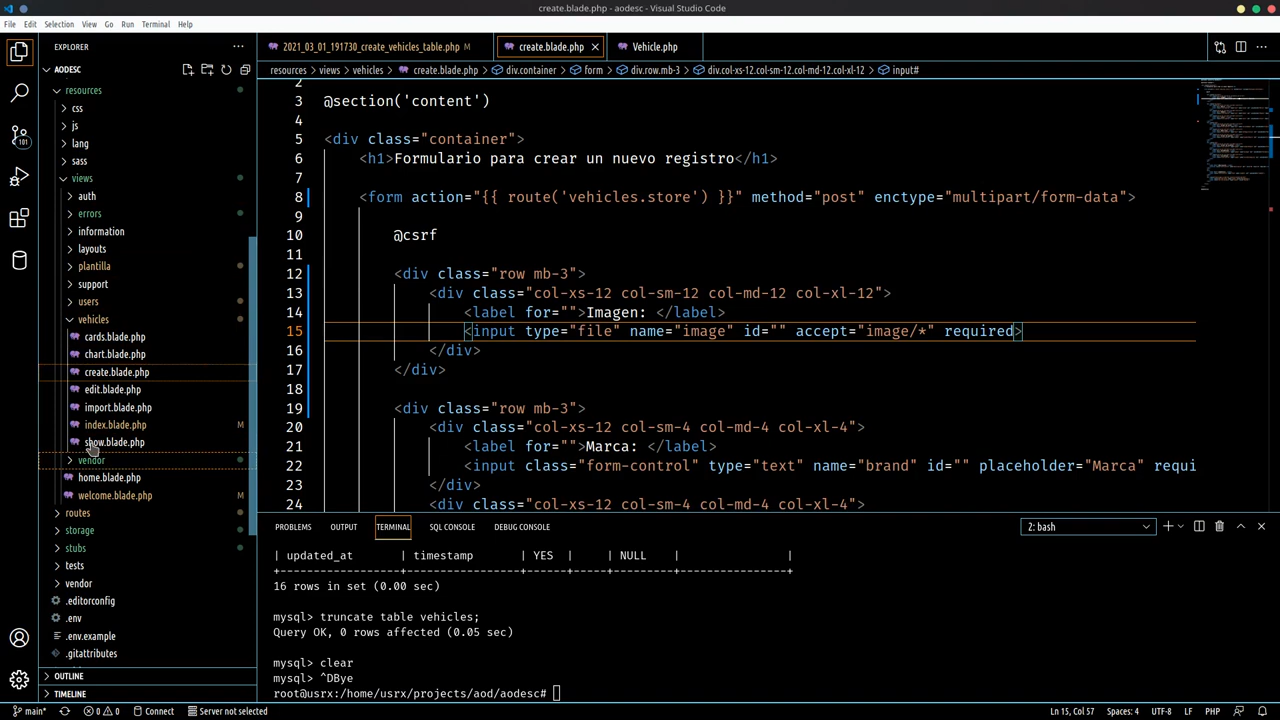 create.blade.php - aodesc - Visual Studio Code
File Edit Selection View Go Run Terminal Help
EXPLORER
2021_03_01_191730_create_vehicles_table.php M
create.blade.php
Vehicle.php
AODESC
resources > views > vehicles > create.blade.php > div.container > form > div.row.mb-3 > div.col-xs-12.col-sm-12.col-md-12.col-xl-12 > input#
resources
css
js
lang
sass
views
auth
errors
information
layouts
plantilla
support
users
vehicles
cards.blade.php
chart.blade.php
create.blade.php
edit.blade.php
import.blade.php
index.blade.php M
show.blade.php
vendor
home.blade.php
welcome.blade.php M
routes
storage
stubs
tests
vendor
.editorconfig
.env
.env.example
.gitattributes
OUTLINE
TIMELINE
101
2
3 @section('content')
4
5 <div class="container">
6 <h1>Formulario para crear un nuevo registro</h1>
7
8 <form action="{{ route('vehicles.store') }}" method="post" enctype="multipart/form-data">
9
10 @csrf
11
12 <div class="row mb-3">
13 <div class="col-xs-12 col-sm-12 col-md-12 col-xl-12">
14 <label for="">Imagen: </label>
15 <input type="file" name="image" id="" accept="image/*" required>
16 </div>
17 </div>
18
19 <div class="row mb-3">
20 <div class="col-xs-12 col-sm-4 col-md-4 col-xl-4">
21 <label for="">Marca: </label>
22 <input class="form-control" type="text" name="brand" id="" placeholder="Marca" requi
23 </div>
24 <div class="col-xs-12 col-sm-4 col-md-4 col-xl-4">
PROBLEMS OUTPUT TERMINAL SQL CONSOLE DEBUG CONSOLE
2: bash
| updated_at | timestamp | YES | | NULL | |
+-----------------+-----------------+------+-----+---------+----------------+
16 rows in set (0.00 sec)
mysql> truncate table vehicles;
Query OK, 0 rows affected (0.05 sec)
mysql> clear
mysql> ^DBye
root@usrx:/home/usrx/projects/aod/aodesc#
main* 0 0 Connect Server not selected
Ln 15, Col 57 Spaces: 4 UTF-8 LF PHP